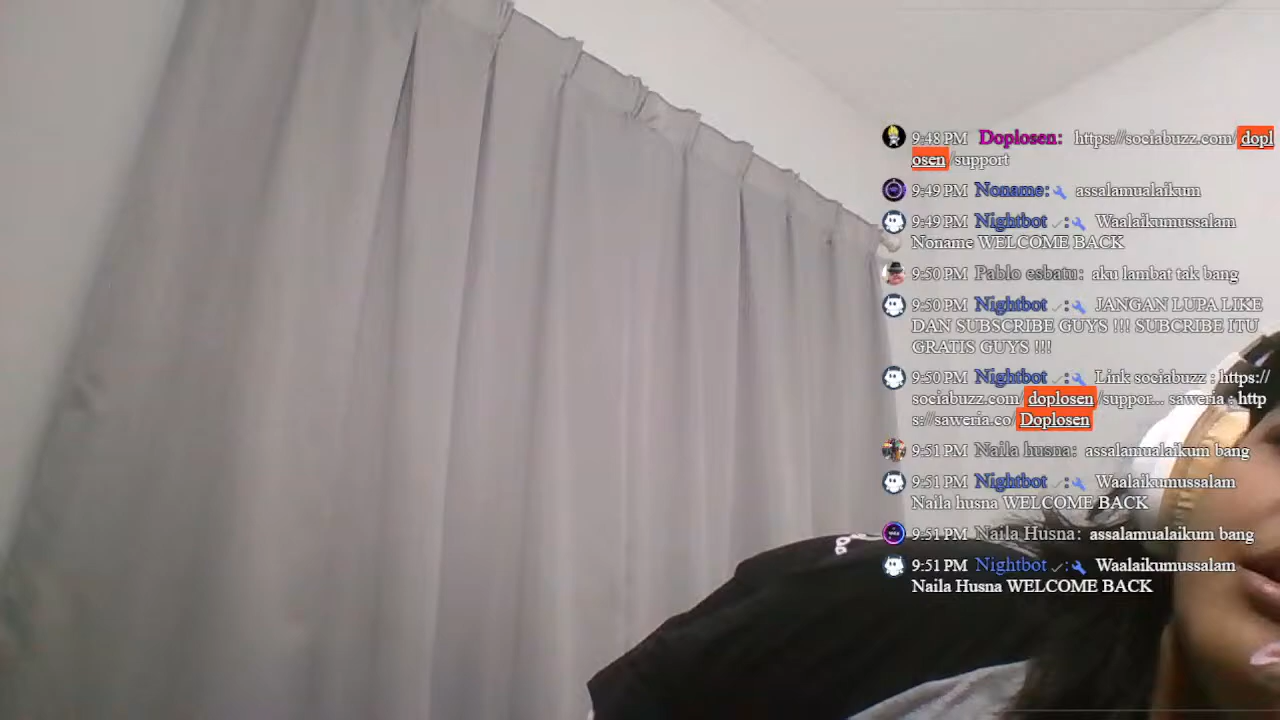 9:48 PM Doplosen: https://sociabuzz.com/dopl
osen/support
9:49 PM Noname: assalamualaikum
9:49 PM Nightbot: Waalaikumussalam
Noname WELCOME BACK
9:50 PM Pablo esbatu: aku lambat tak bang
9:50 PM Nightbot: JANGAN LUPA LIKE
DAN SUBSCRIBE GUYS !!! SUBCRIBE ITU
GRATIS GUYS !!!
9:50 PM Nightbot: Link sociabuzz : https://
sociabuzz.com/doplosen/suppor... saweria : http
s://saweria.co/Doplosen
9:51 PM Naila husna: assalamualaikum bang
9:51 PM Nightbot: Waalaikumussalam
Naila husna WELCOME BACK
9:51 PM Naila Husna: assalamualaikum bang
9:51 PM Nightbot: Waalaikumussalam
Naila Husna WELCOME BACK